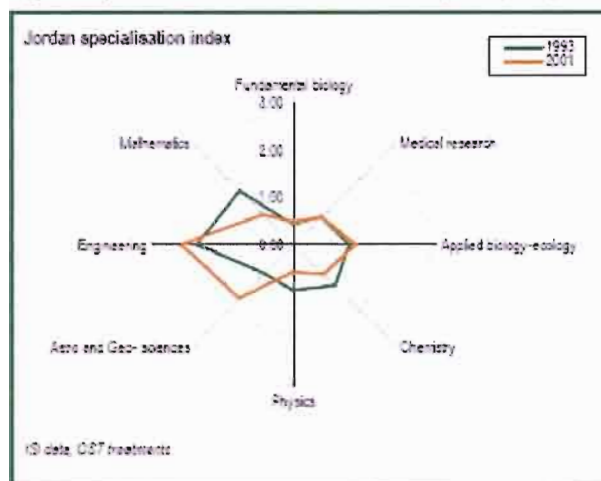 Jordan specialisation index
1993
2001
Fundamental biology
3.00
Mathematics
Medical research
2.00
1.00
Engineering
0.00
Applied biology-ecology
Astro and Geo- sciences
Chemistry
Physics
ISI data, OST treatments